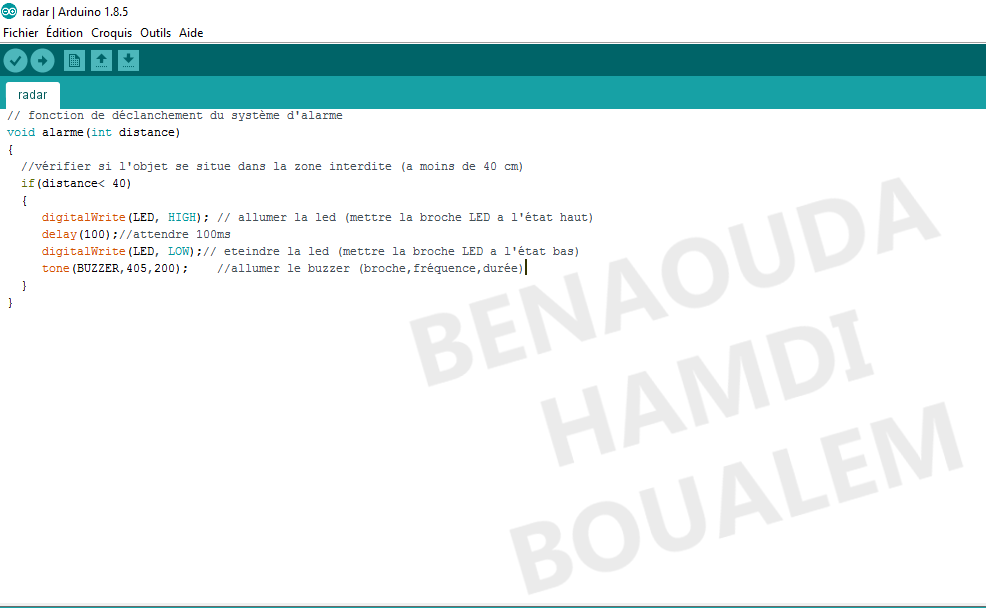 radar | Arduino 1.8.5
Fichier Édition Croquis Outils Aide
radar
// fonction de déclanchement du système d'alarme
void alarme(int distance)
{
//vérifier si l'objet se situe dans la zone interdite (a moins de 40 cm)
if(distance< 40)
{
digitalWrite(LED, HIGH); // allumer la led (mettre la broche LED a l'état haut)
delay(100);//attendre 100ms
digitalWrite(LED, LOW);// eteindre la led (mettre la broche LED a l'état bas)
tone(BUZZER,405,200); //allumer le buzzer (broche,fréquence,durée)
}
}
BENAOUDA
HAMDI
BOUALEM